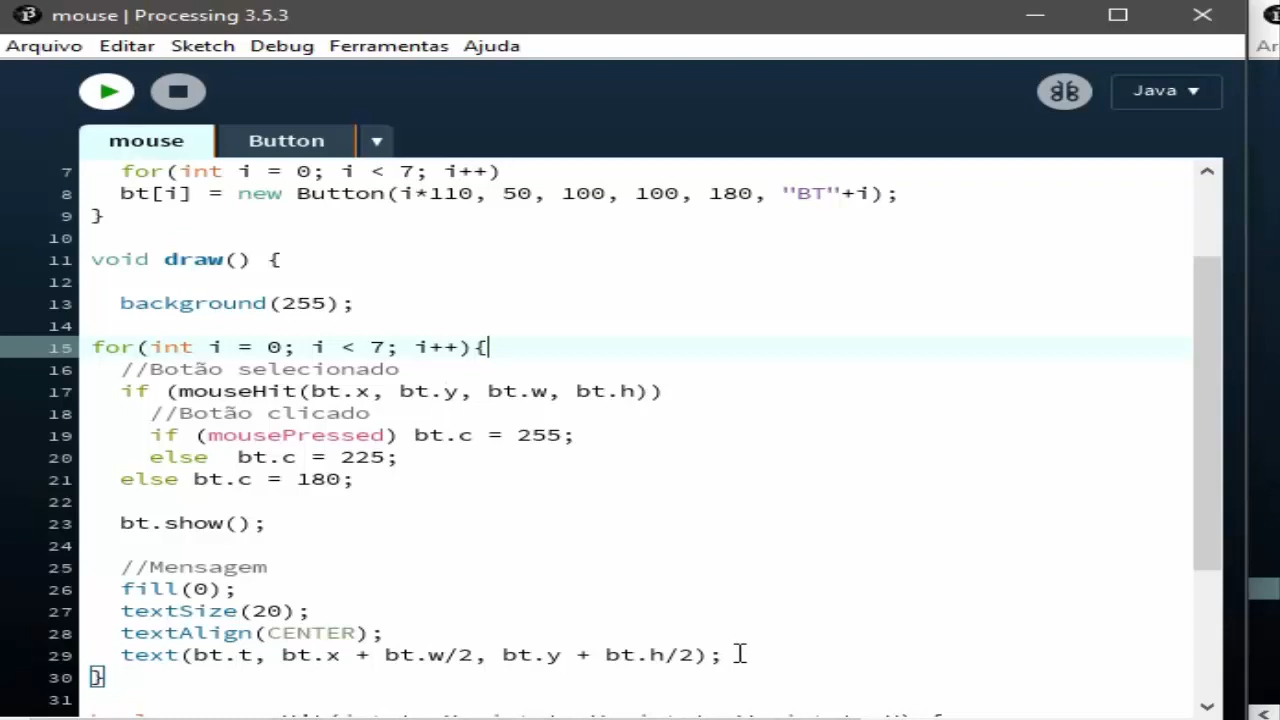 mouse | Processing 3.5.3
Arquivo Editar Sketch Debug Ferramentas Ajuda
Ar
Java ▼
mouse Button ▼
7 for(int i = 0; i < 7; i++)
8 bt[i] = new Button(i*110, 50, 100, 100, 180, "BT"+i);
9 }
10
11 void draw() {
12
13 background(255);
14
15 for(int i = 0; i < 7; i++){
16 //Botão selecionado
17 if (mouseHit(bt.x, bt.y, bt.w, bt.h))
18 //Botão clicado
19 if (mousePressed) bt.c = 255;
20 else  bt.c = 225;
21 else bt.c = 180;
22
23 bt.show();
24
25 //Mensagem
26 fill(0);
27 textSize(20);
28 textAlign(CENTER);
29 text(bt.t, bt.x + bt.w/2, bt.y + bt.h/2);
30 }
31